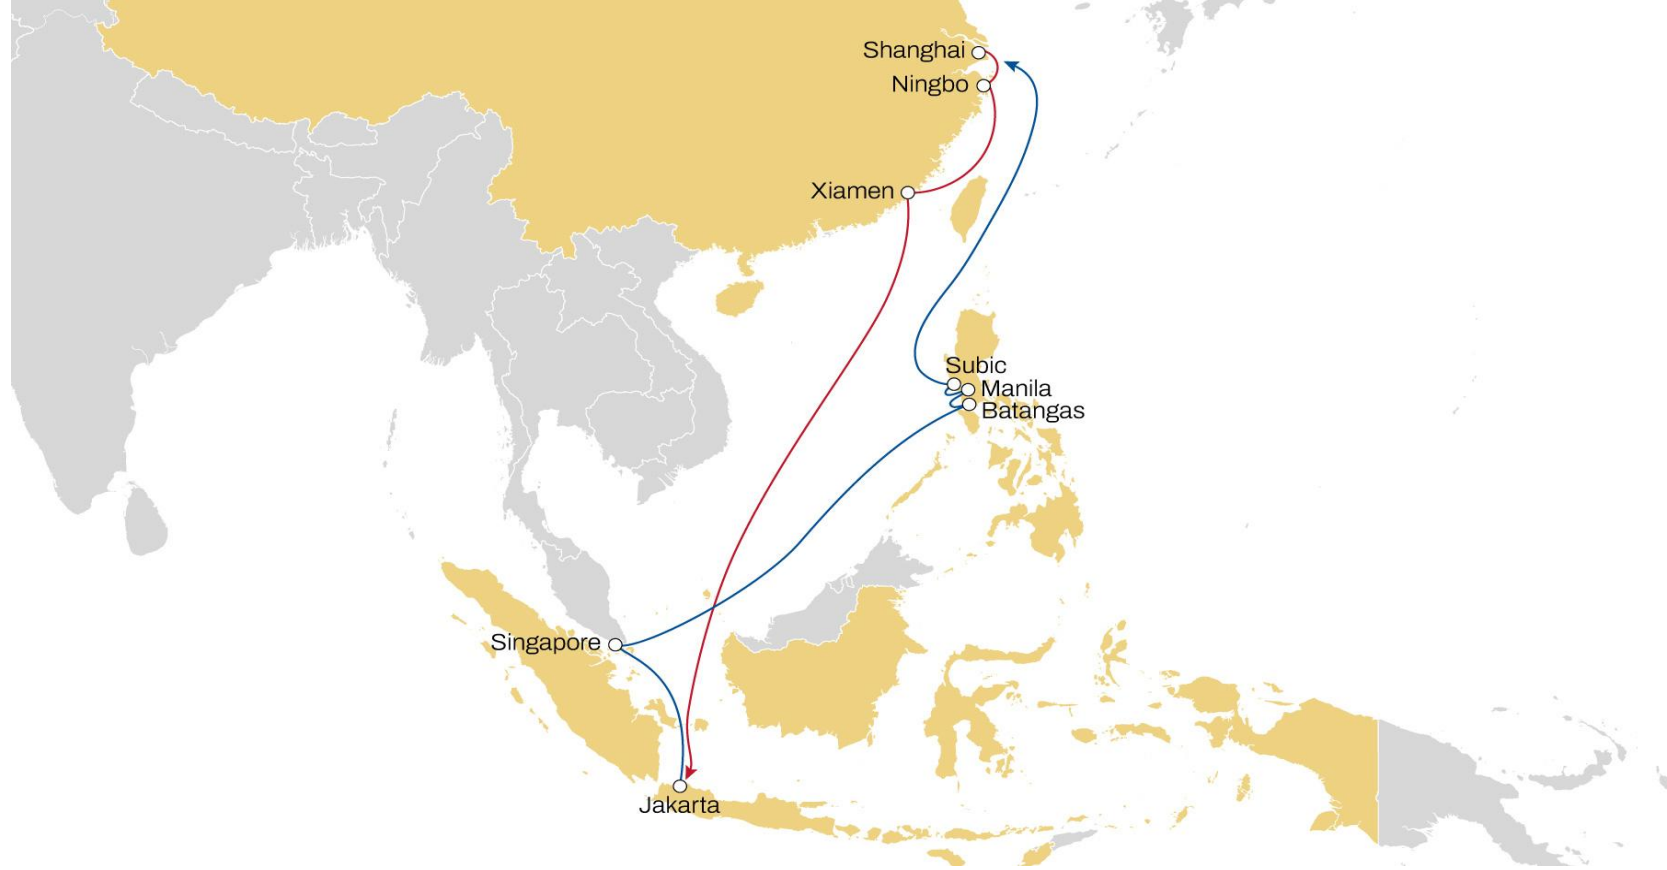 Shanghai
Ningbo
Xiamen
Subic
Manila
Batangas
Singapore
Jakarta